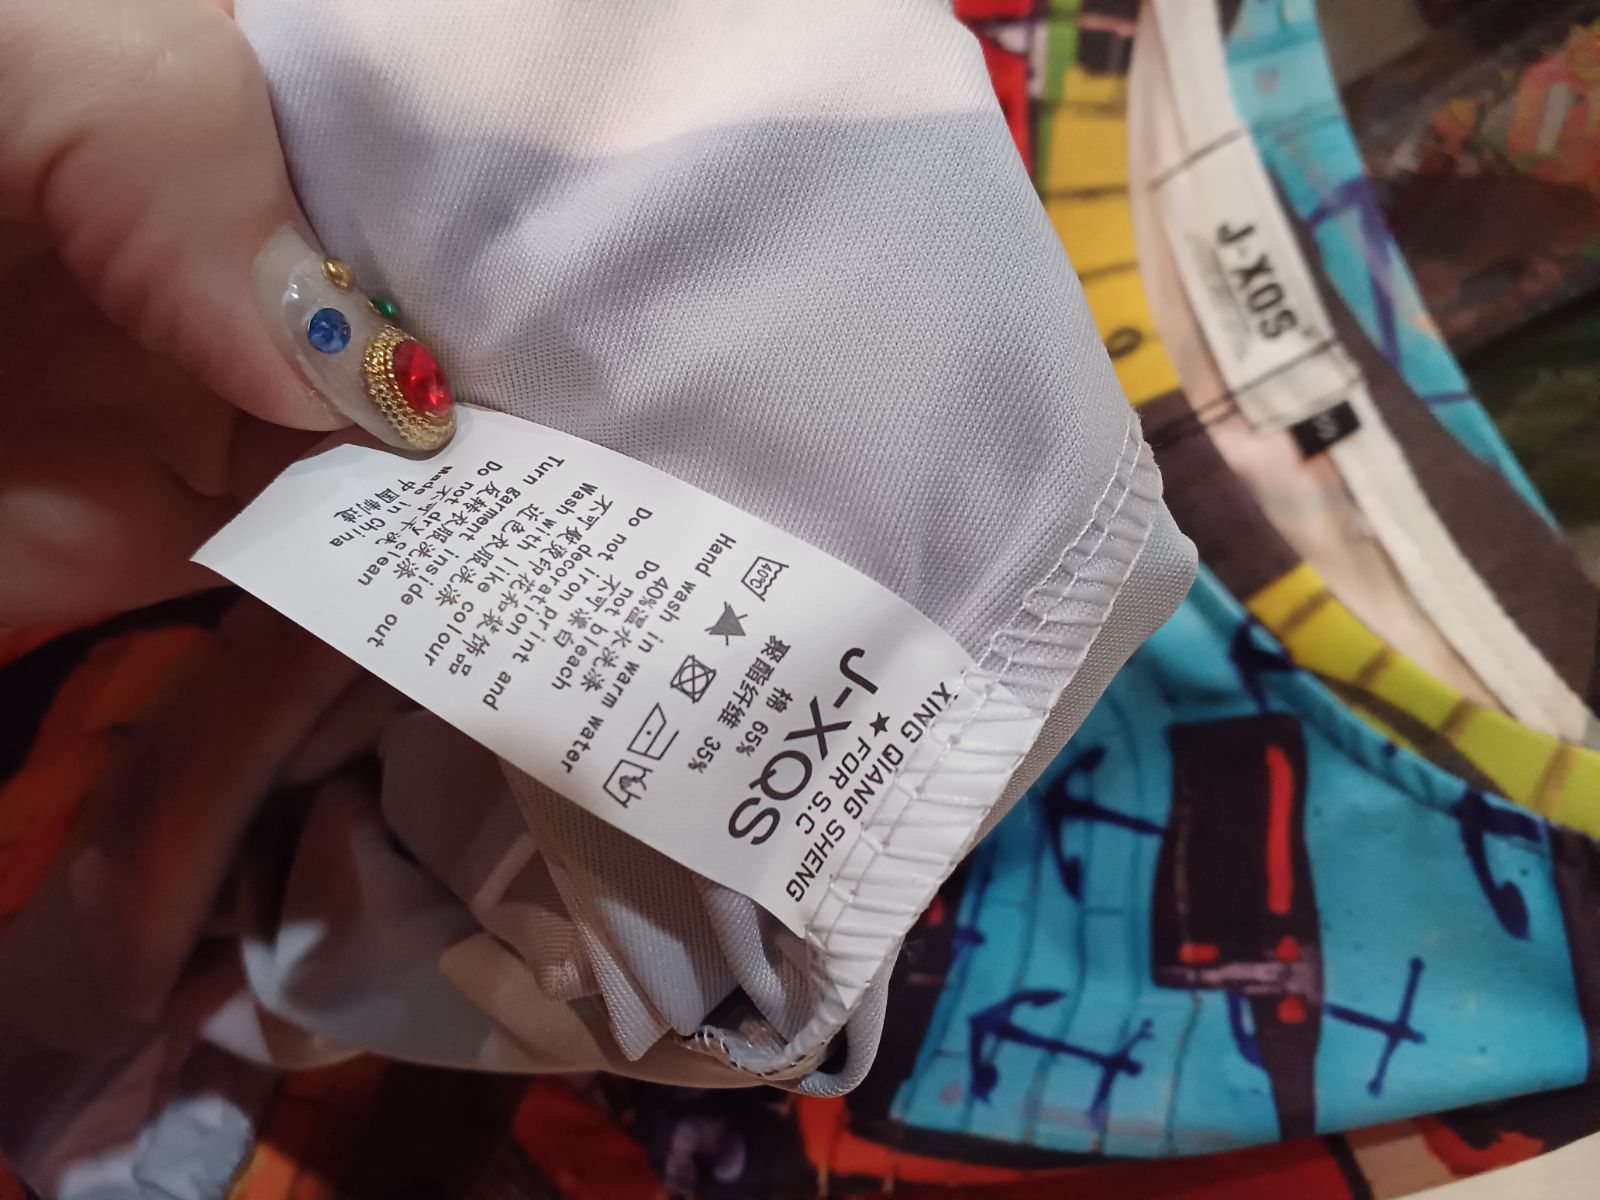 XING QIANG SHENG
★ FOR S.C
J-XQS
棉 65%
聚酯纤维 35%
40℃
Hand wash in warm water
40%温水洗涤
Do not bleach
不可漂白
Do not iron print and
decoration
不可熨烫印花和装饰品
Wash with like colour
近色衣服洗涤
Turn garment inside out
反转衣服洗涤
Do not dry clean
不可干洗
Made in China
中国制造
J-XQS
S